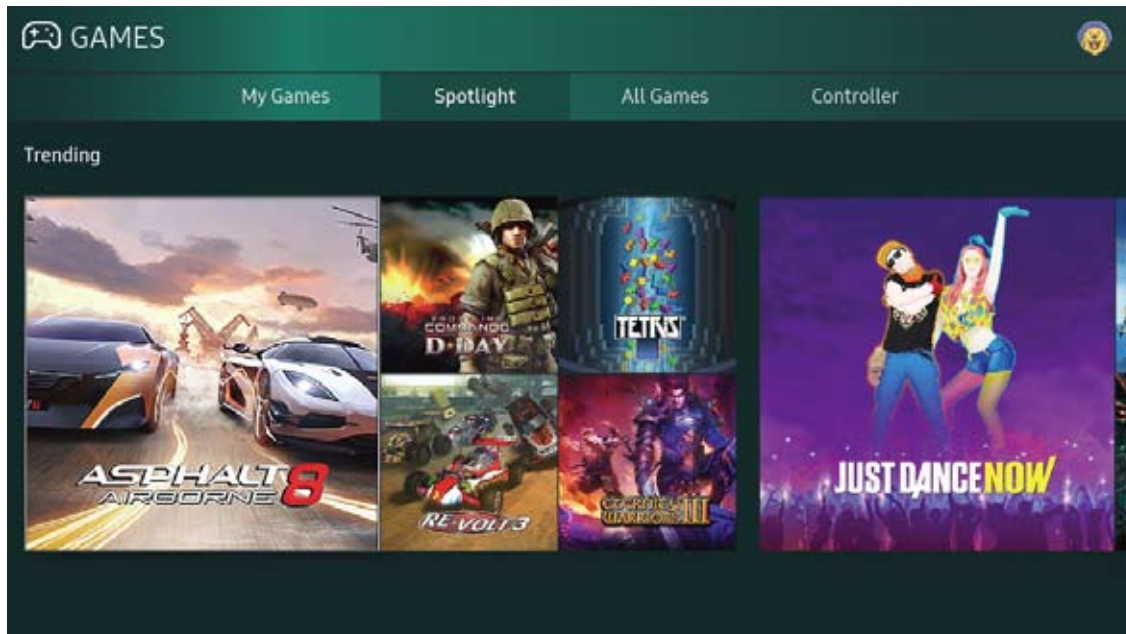 GAMES
My Games
Spotlight
All Games
Controller
Trending
ASPHALT 8
AIRBORNE
COMMANDO
D-DAY
TETRIS
RE-VOLT 3
WARRIORS III
JUST DANCE NOW